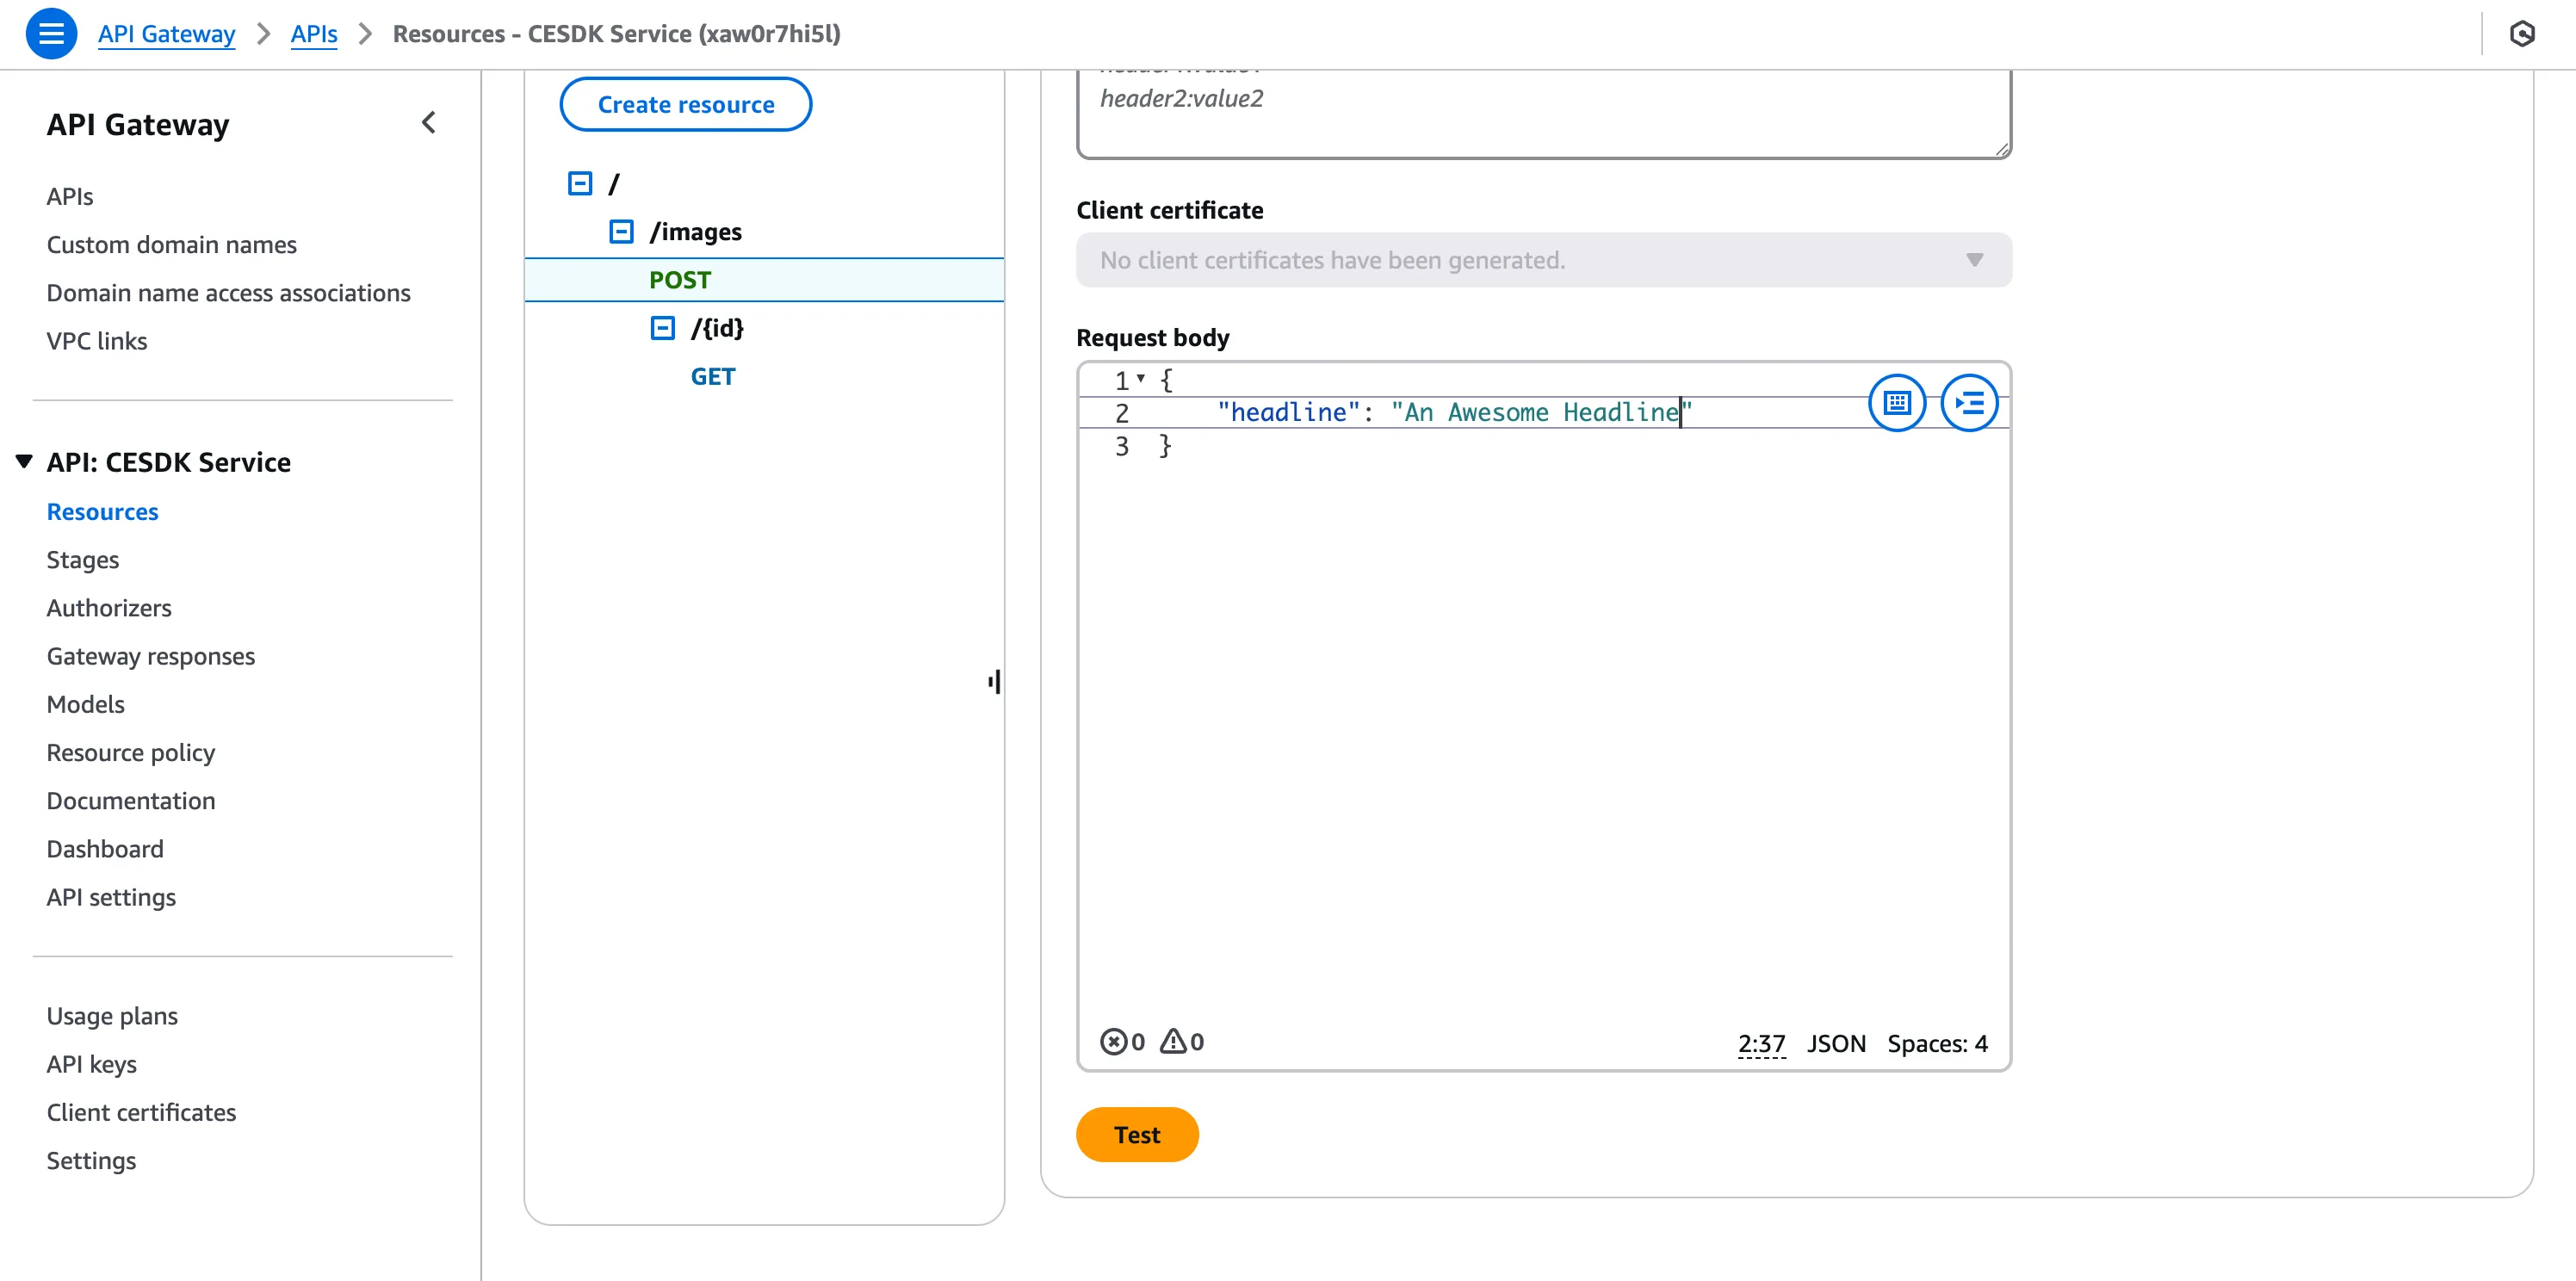 API Gateway > APIs > Resources - CESDK Service (xaw0r7hi5l)
API Gateway
APIs
Custom domain names
Domain name access associations
VPC links
API: CESDK Service
Resources
Stages
Authorizers
Gateway responses
Models
Resource policy
Documentation
Dashboard
API settings
Usage plans
API keys
Client certificates
Settings
Create resource
/
/images
POST
/{id}
GET
header2:value2
Client certificate
No client certificates have been generated.
Request body
1 {
2 "headline": "An Awesome Headline"
3 }
0 0 2:37 JSON Spaces: 4
Test